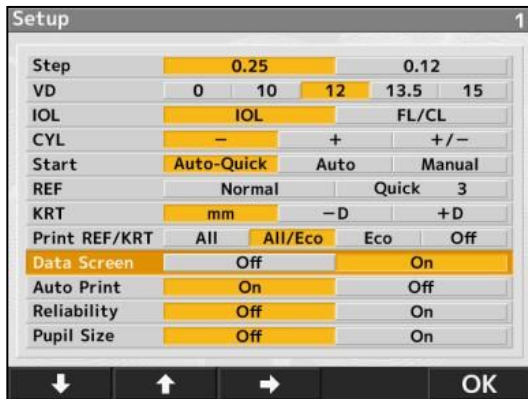 Setup 1
Step 0.25 0.12
VD 0 10 12 13.5 15
IOL IOL FL/CL
CYL − + +/−
Start Auto-Quick Auto Manual
REF Normal Quick 3
KRT mm −D +D
Print REF/KRT All All/Eco Eco Off
Data Screen Off On
Auto Print On Off
Reliability Off On
Pupil Size Off On
OK